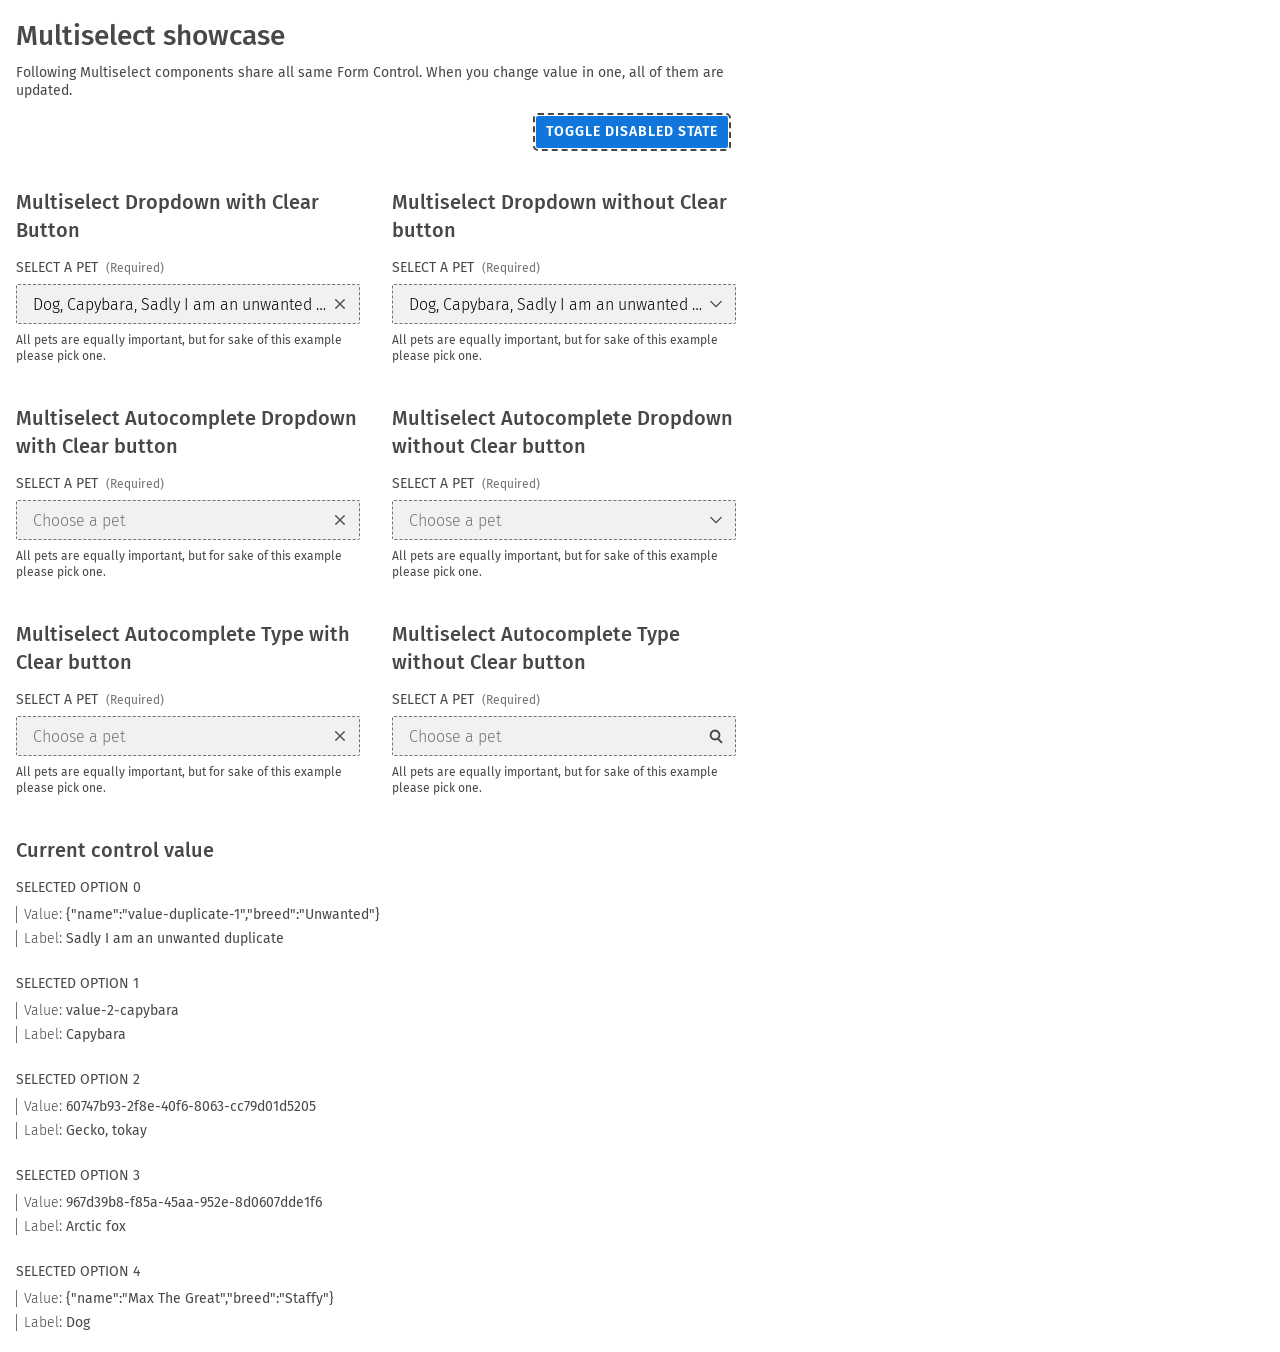 Multiselect showcase
Following Multiselect components share all same Form Control. When you change value in one, all of them are
updated.
TOGGLE DISABLED STATE
Multiselect Dropdown with Clear
Button
SELECT A PET (Required)
Dog, Capybara, Sadly I am an unwanted ...
All pets are equally important, but for sake of this example
please pick one.
Multiselect Dropdown without Clear
button
SELECT A PET (Required)
Dog, Capybara, Sadly I am an unwanted ...
All pets are equally important, but for sake of this example
please pick one.
Multiselect Autocomplete Dropdown
with Clear button
SELECT A PET (Required)
Choose a pet
All pets are equally important, but for sake of this example
please pick one.
Multiselect Autocomplete Dropdown
without Clear button
SELECT A PET (Required)
Choose a pet
All pets are equally important, but for sake of this example
please pick one.
Multiselect Autocomplete Type with
Clear button
SELECT A PET (Required)
Choose a pet
All pets are equally important, but for sake of this example
please pick one.
Multiselect Autocomplete Type
without Clear button
SELECT A PET (Required)
Choose a pet
All pets are equally important, but for sake of this example
please pick one.
Current control value
SELECTED OPTION 0
Value: {"name":"value-duplicate-1","breed":"Unwanted"}
Label: Sadly I am an unwanted duplicate
SELECTED OPTION 1
Value: value-2-capybara
Label: Capybara
SELECTED OPTION 2
Value: 60747b93-2f8e-40f6-8063-cc79d01d5205
Label: Gecko, tokay
SELECTED OPTION 3
Value: 967d39b8-f85a-45aa-952e-8d0607dde1f6
Label: Arctic fox
SELECTED OPTION 4
Value: {"name":"Max The Great","breed":"Staffy"}
Label: Dog